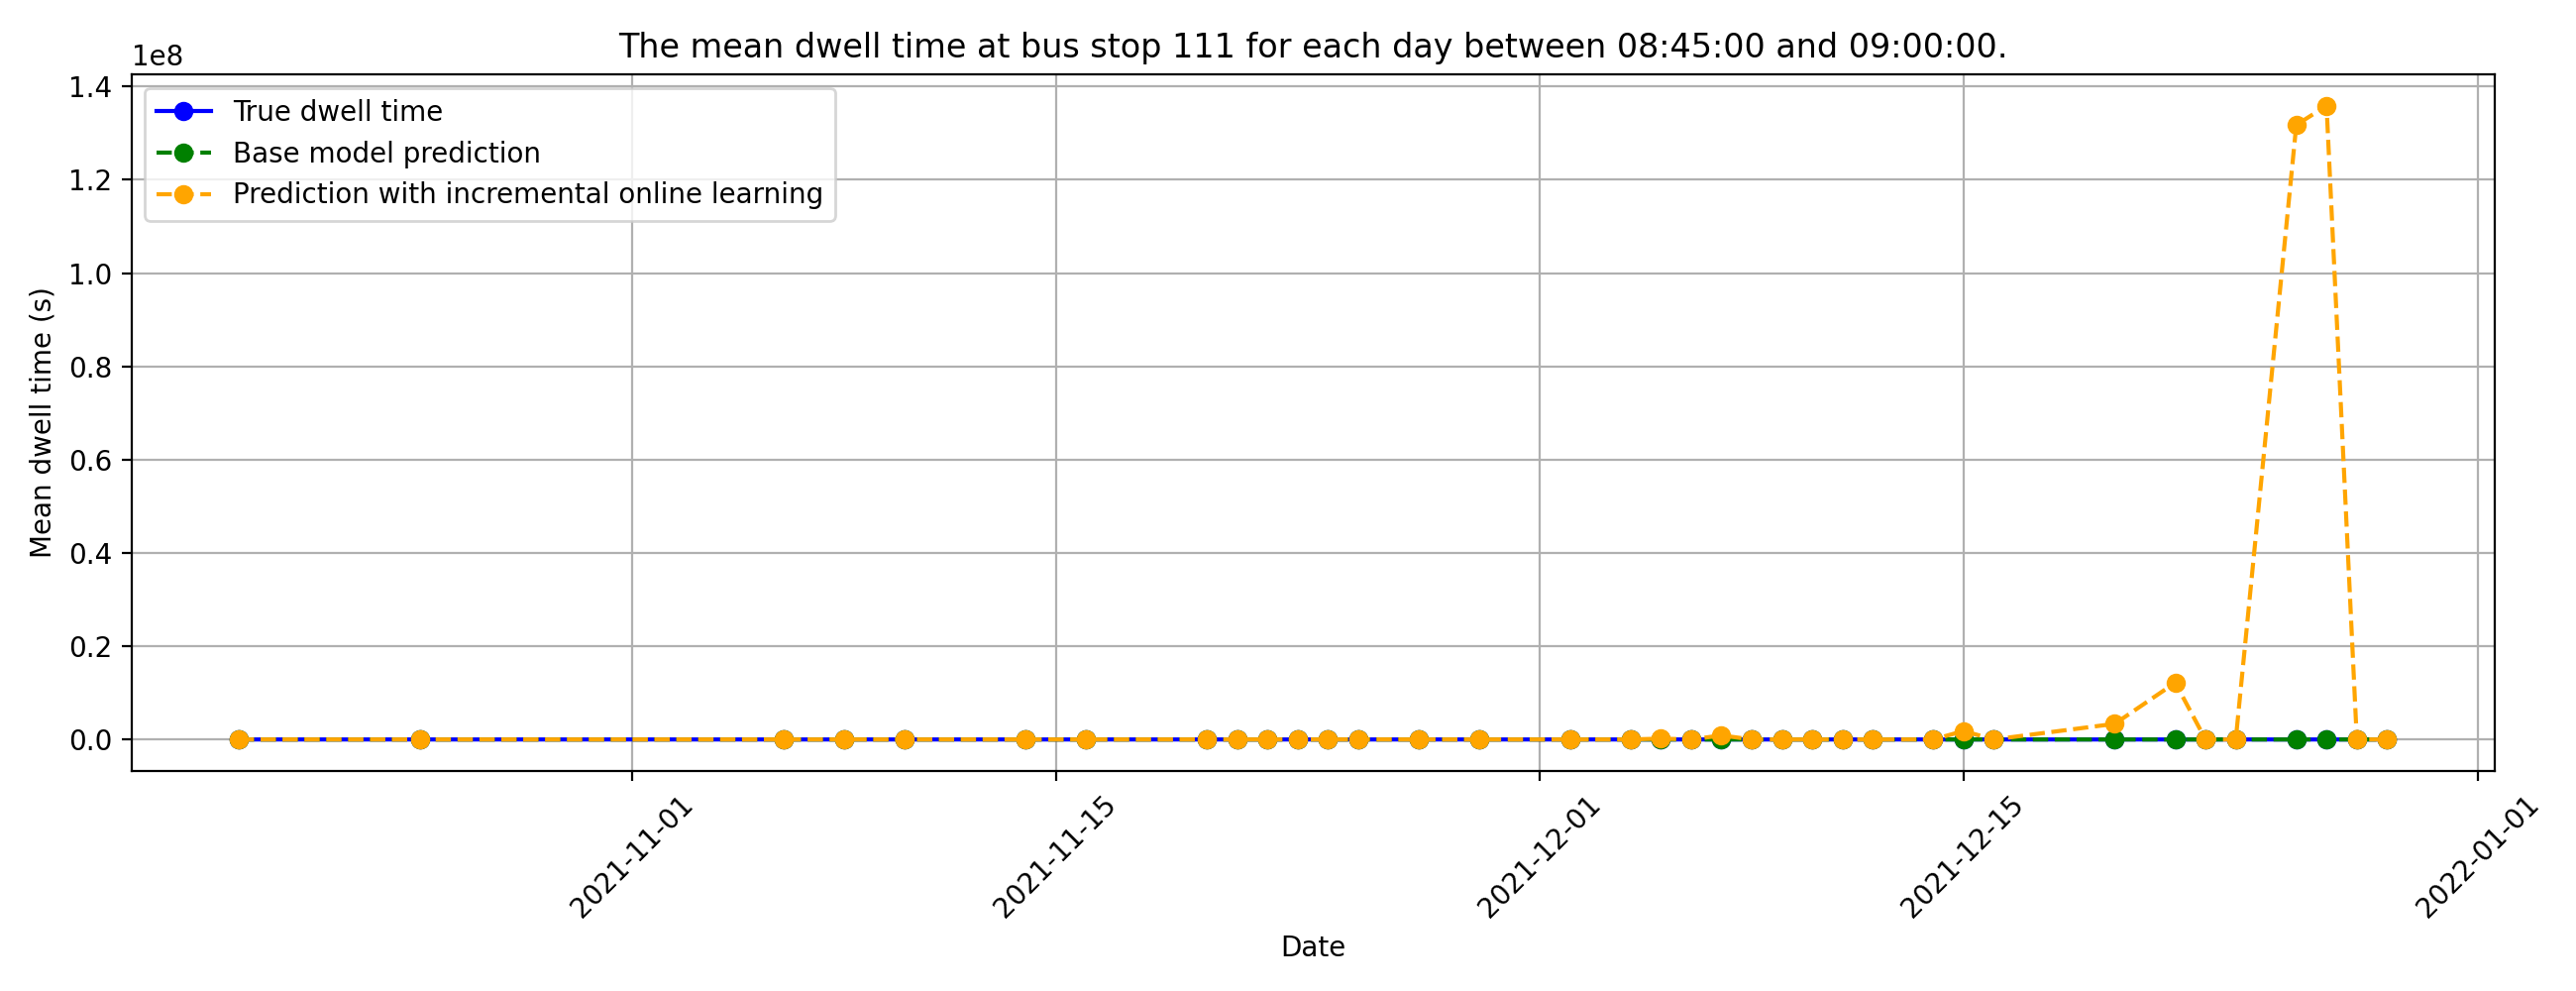 The mean dwell time at bus stop 111 for each day between 08:45:00 and 09:00:00.
1e8
1.4
1.2
1.0
0.8
0.6
0.4
0.2
0.0
Mean dwell time (s)
True dwell time
Base model prediction
Prediction with incremental online learning
2021-11-01
2021-11-15
2021-12-01
2021-12-15
2022-01-01
Date